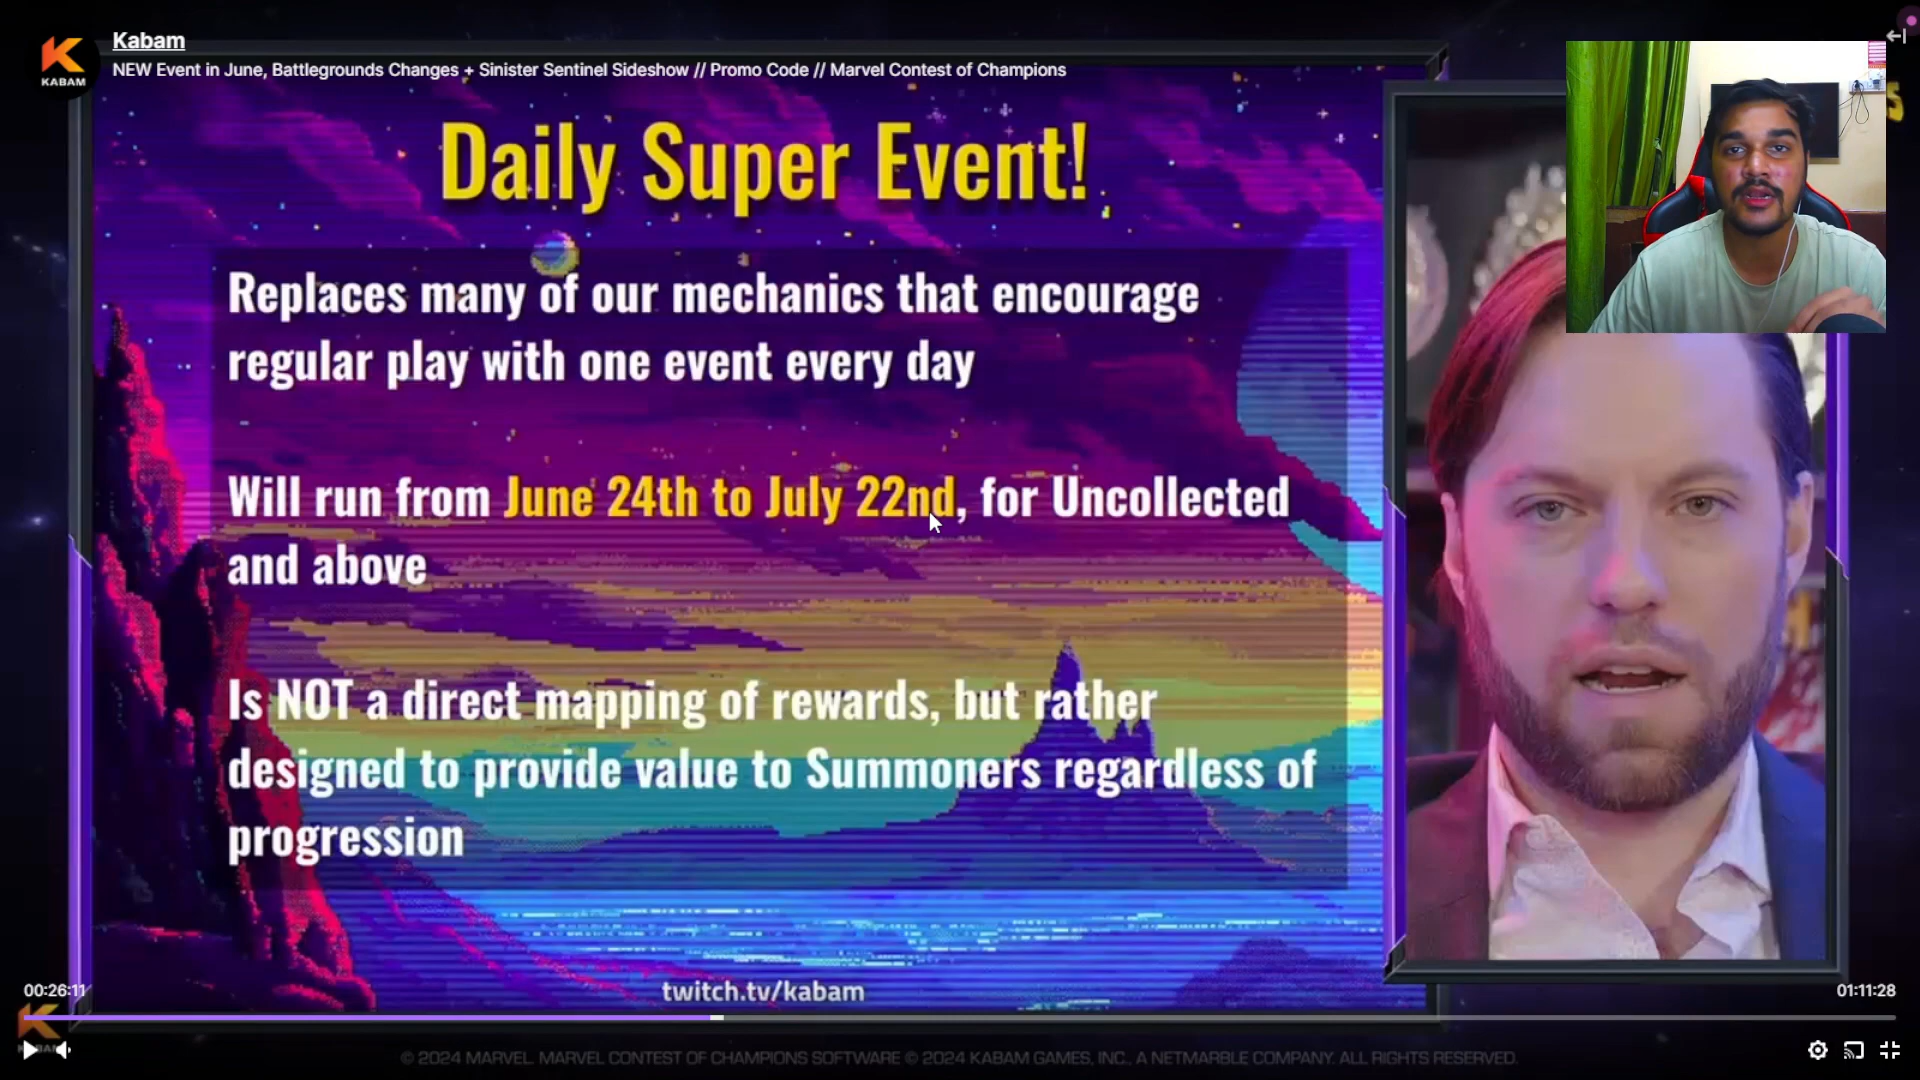 Kabam
KABAM
NEW Event in June, Battlegrounds Changes + Sinister Sentinel Sideshow // Promo Code // Marvel Contest of Champions
Daily Super Event!
Replaces many of our mechanics that encourage
regular play with one event every day
Will run from June 24th to July 22nd, for Uncollected
and above
Is NOT a direct mapping of rewards, but rather
designed to provide value to Summoners regardless of
progression
twitch.tv/kabam
00:26:11
01:11:28
© 2024 MARVEL. MARVEL CONTEST OF CHAMPIONS SOFTWARE © 2024 KABAM GAMES, INC., A NETMARBLE COMPANY. ALL RIGHTS RESERVED.